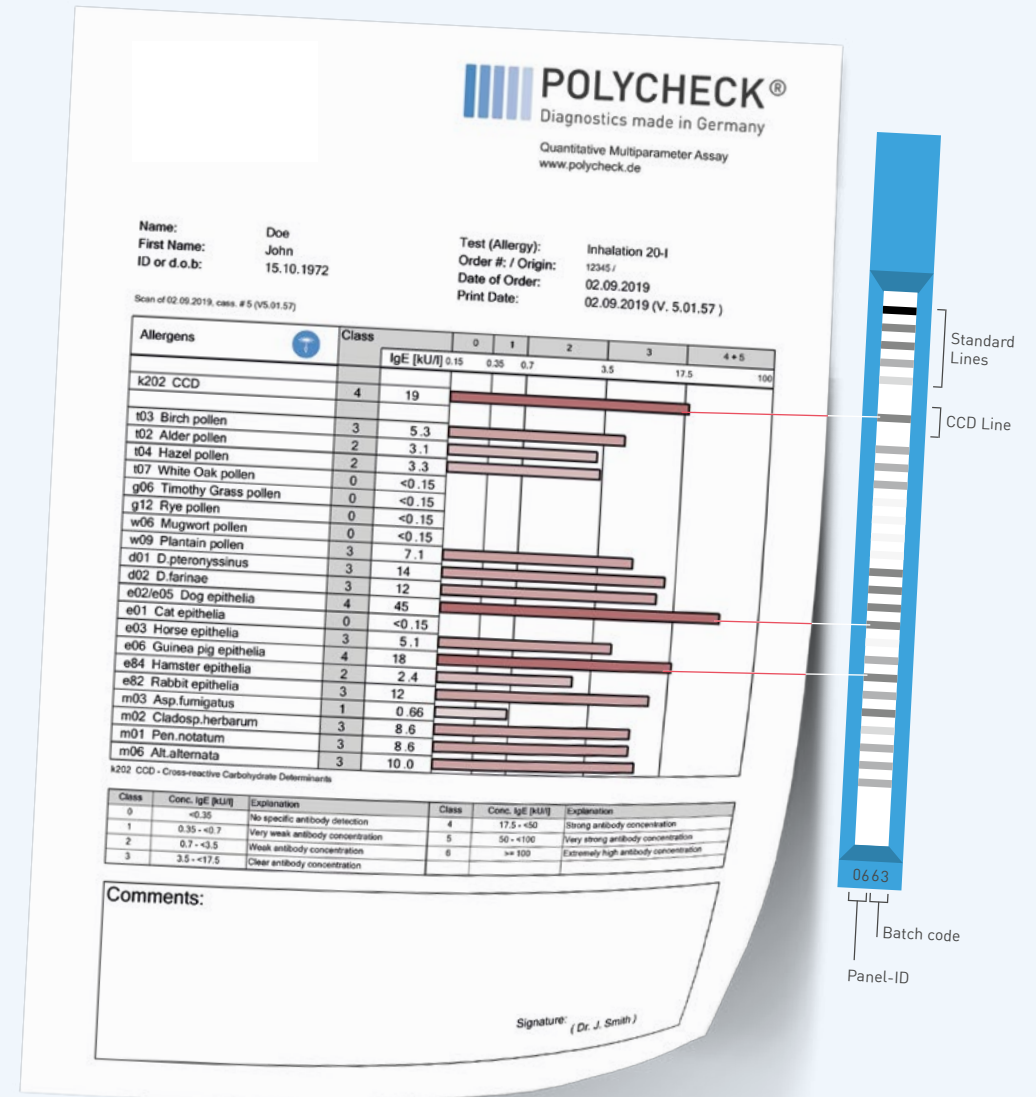 POLYCHECK®
Diagnostics made in Germany
Quantitative Multiparameter Assay
www.polycheck.de
Name: Doe
First Name: John
ID or d.o.b: 15.10.1972
Test (Allergy): Inhalation 20-I
Order #: / Origin: 12345 /
Date of Order: 02.09.2019
Print Date: 02.09.2019 (V. 5.01.57 )
Scan of 02.09.2019, cass. # 5 (V5.01.57)
Allergens Class 0 1 2 3 4 + 5
IgE [kU/l] 0.15 0.35 0.7 3.5 17.5 100
k202 CCD 4 19
t03 Birch pollen 3 5.3
t02 Alder pollen 2 3.1
t04 Hazel pollen 2 3.3
t07 White Oak pollen 0 <0.15
g06 Timothy Grass pollen 0 <0.15
g12 Rye pollen 0 <0.15
w06 Mugwort pollen 0 <0.15
w09 Plantain pollen 3 7.1
d01 D.pteronyssinus 3 14
d02 D.farinae 3 12
e02/e05 Dog epithelia 4 45
e01 Cat epithelia 0 <0.15
e03 Horse epithelia 3 5.1
e06 Guinea pig epithelia 4 18
e84 Hamster epithelia 2 2.4
e82 Rabbit epithelia 3 12
m03 Asp.fumigatus 1 0.66
m02 Cladosp.herbarum 3 8.6
m01 Pen.notatum 3 8.6
m06 Alt.alternata 3 10.0
k202 CCD - Cross-reactive Carbohydrate Determinants
Class Conc. IgE [kU/l] Explanation
0 <0.35 No specific antibody detection
1 0.35 - <0.7 Very weak antibody concentration
2 0.7 - <3.5 Weak antibody concentration
3 3.5 - <17.5 Clear antibody concentration
Class Conc. IgE [kU/l] Explanation
4 17.5 - <50 Strong antibody concentration
5 50 - <100 Very strong antibody concentration
6 >= 100 Extremely high antibody concentration
Comments:
Signature: ( Dr. J. Smith )
Standard
Lines
CCD Line
0663
Batch code
Panel-ID